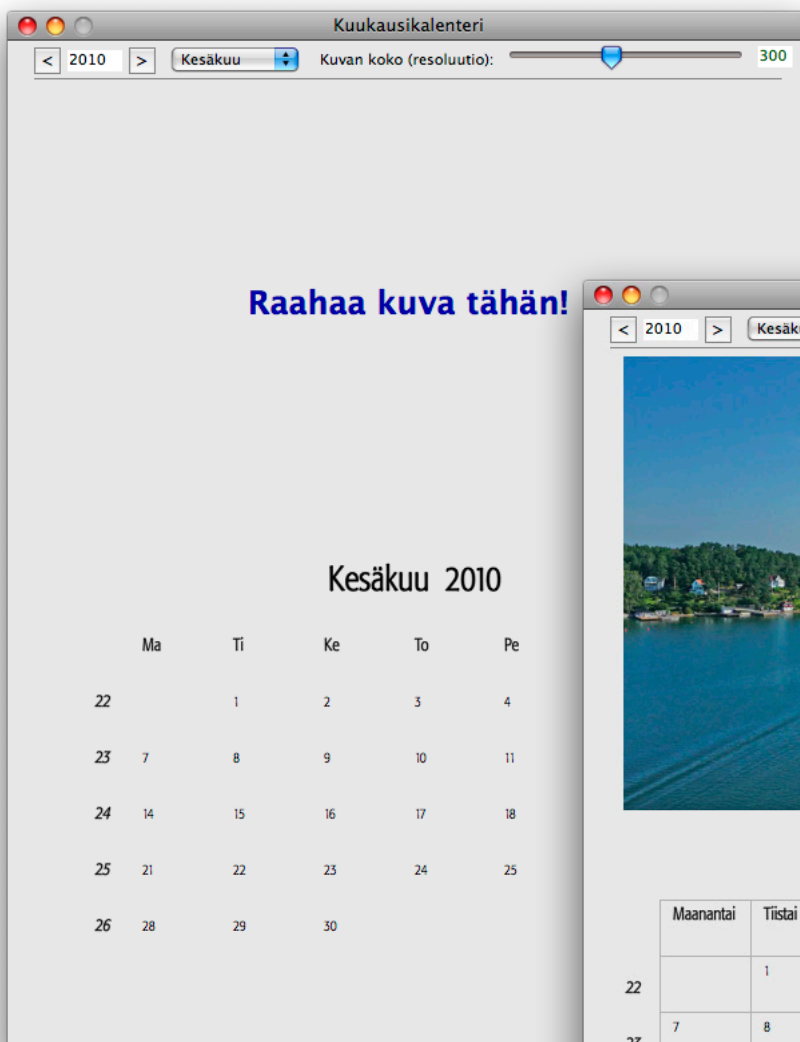 Kuukausikalenteri
< 2010 > Kesäkuu Kuvan koko (resoluutio): 300
Raahaa kuva tähän!
Kesäkuu 2010
Ma Ti Ke To Pe
22 1 2 3 4
23 7 8 9 10 11
24 14 15 16 17 18
25 21 22 23 24 25
26 28 29 30
< 2010 > Kesäk
Maanantai Tiistai
22 1
23 7 8